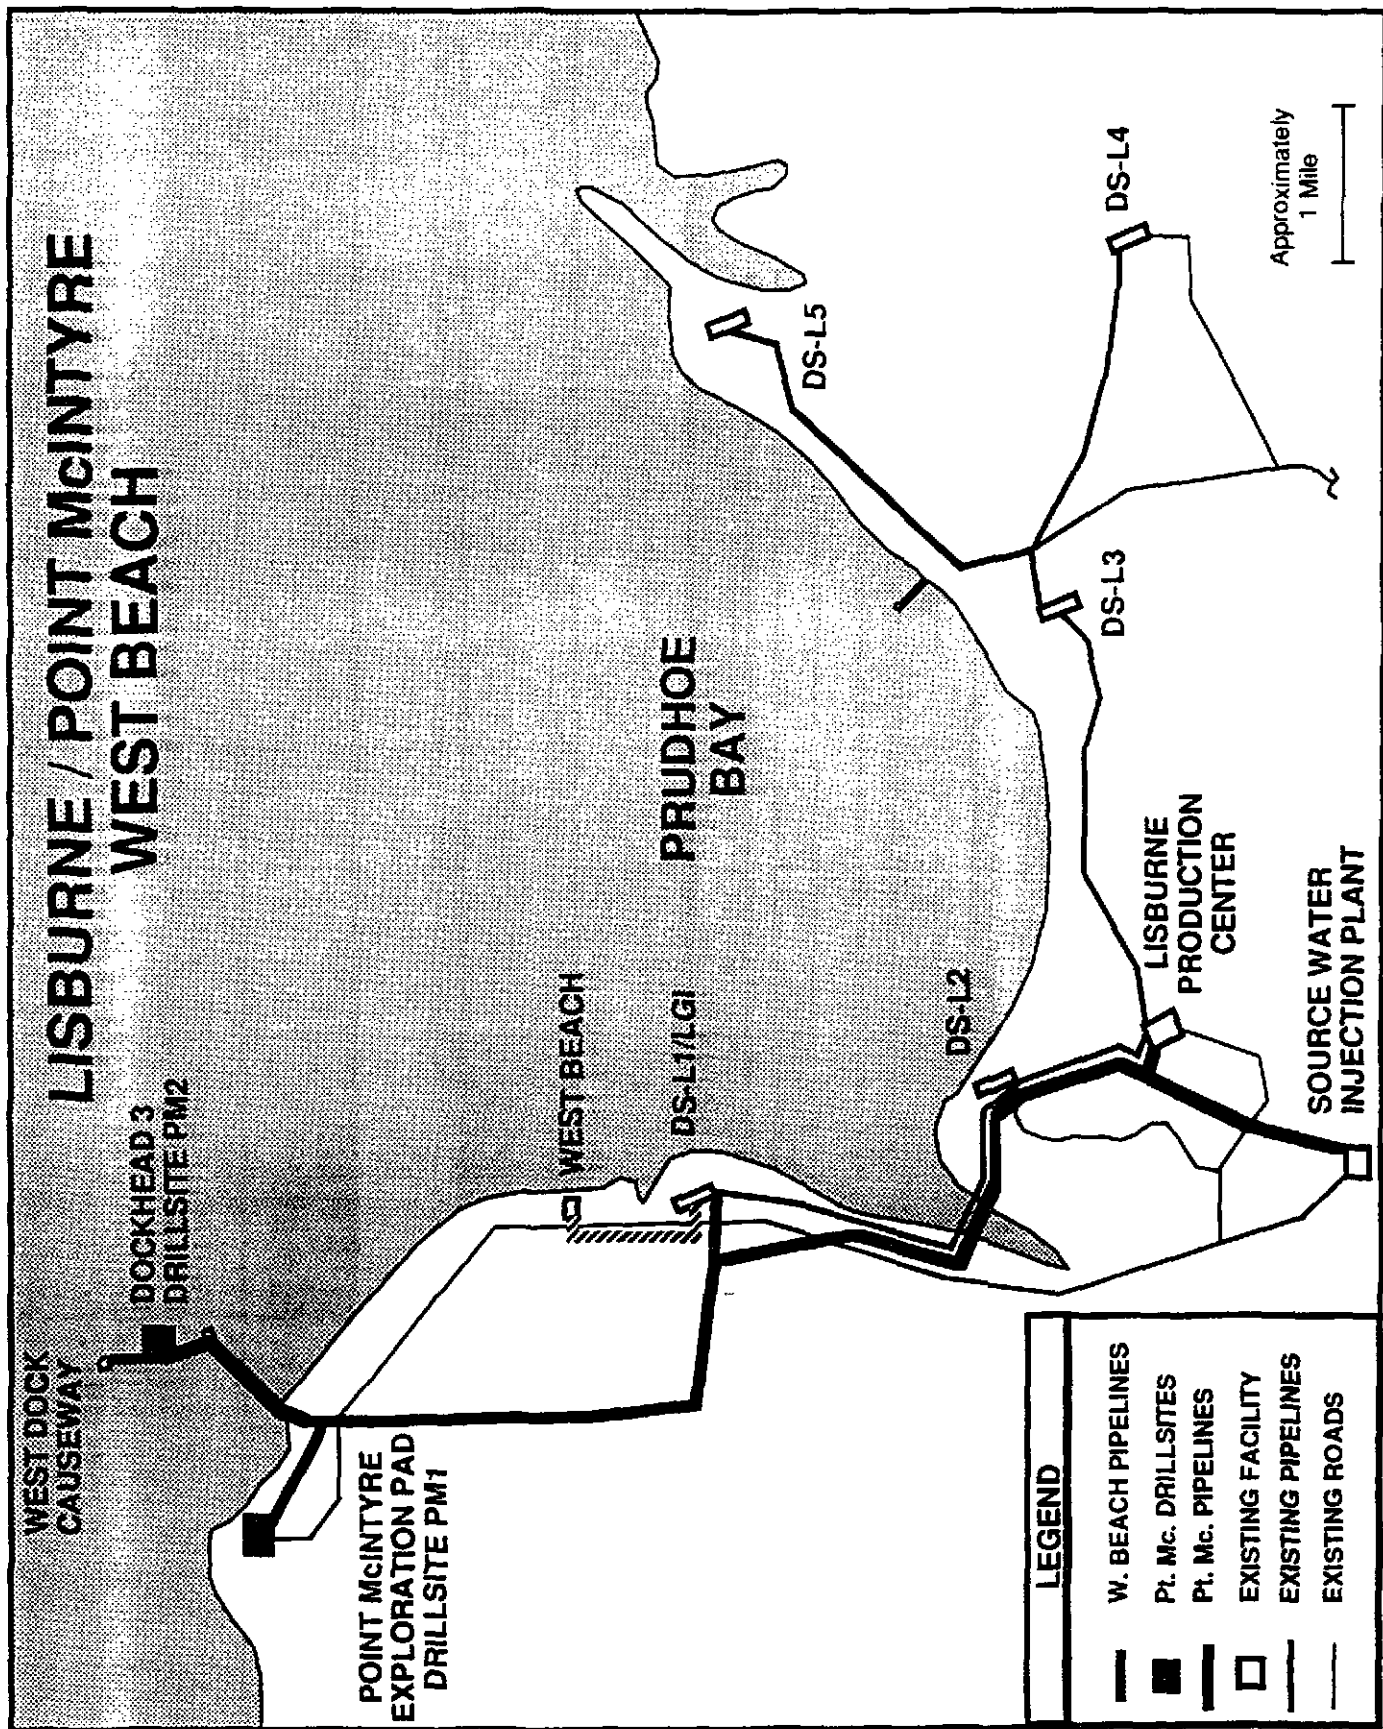 LISBURNE / POINT McINTYRE
WEST BEACH
WEST DOCK
CAUSEWAY
DOCKHEAD 3
DRILLSITE PM2
POINT McINTYRE
EXPLORATION PAD
DRILLSITE PM1
WEST BEACH
DS-L1/LGI
PRUDHOE
BAY
DS-L5
DS-L2
DS-L3
DS-L4
LISBURNE
PRODUCTION
CENTER
SOURCE WATER
INJECTION PLANT
Approximately
1 Mile
LEGEND
W. BEACH PIPELINES
Pt. Mc. DRILLSITES
Pt. Mc. PIPELINES
EXISTING FACILITY
EXISTING PIPELINES
EXISTING ROADS